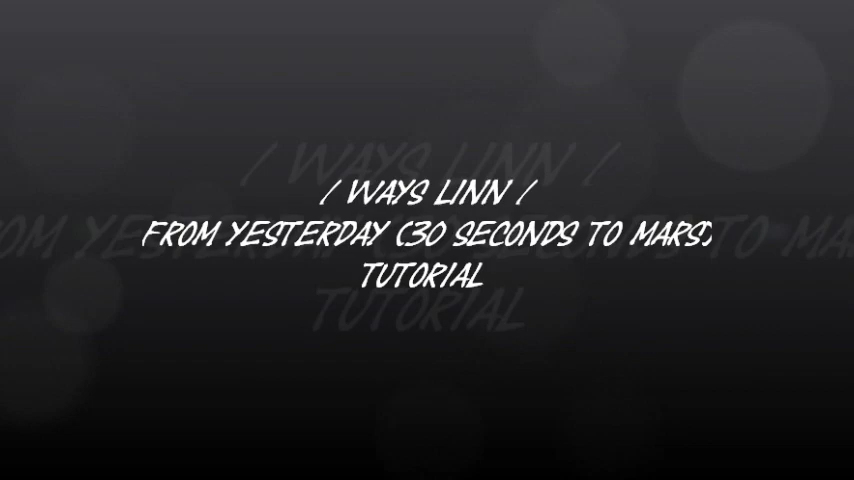 / WAYS LINN /
FROM YESTERDAY (30 SECONDS TO MARS)
TUTORIAL